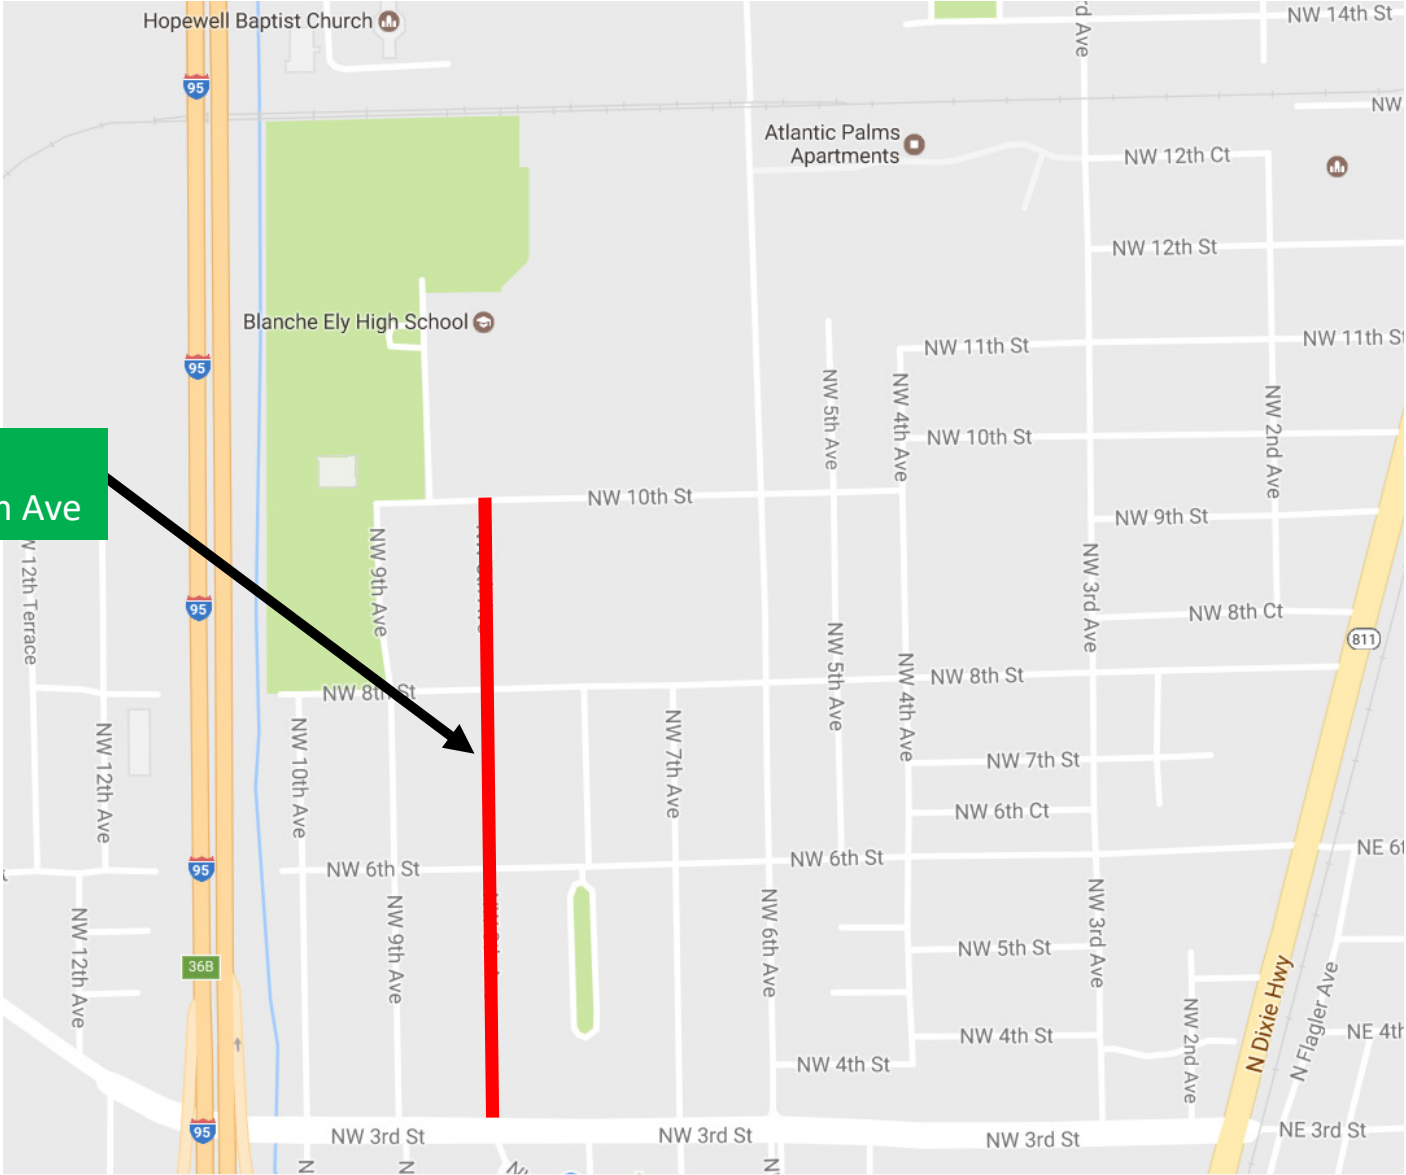 Hopewell Baptist Church
NW 14th St
rd Ave
95
NW
Atlantic Palms
Apartments
NW 12th Ct
NW 12th St
Blanche Ely High School
NW 11th St
NW 11th St
95
NW 5th Ave
NW 4th Ave
NW 2nd Ave
NW 10th St
NW 10th St
h Ave
NW 9th St
W 12th Terrace
NW 9th Ave
NW 3rd Ave
95
NW 8th Ct
811
NW 5th Ave
NW 4th Ave
NW 8th St
NW 8th St
NW 12th Ave
NW 10th Ave
NW 7th Ave
NW 7th St
NW 6th Ct
NW 6th St
NW 6th St
NE 6t
95
NW 12th Ave
NW 9th Ave
NW 6th Ave
NW 3rd Ave
NW 5th St
36B
NW 2nd Ave
N Dixie Hwy
N Flagler Ave
NW 4th St
NE 4th
NW 4th St
95
NW 3rd St
NW 3rd St
NW 3rd St
NE 3rd St
N
N
N